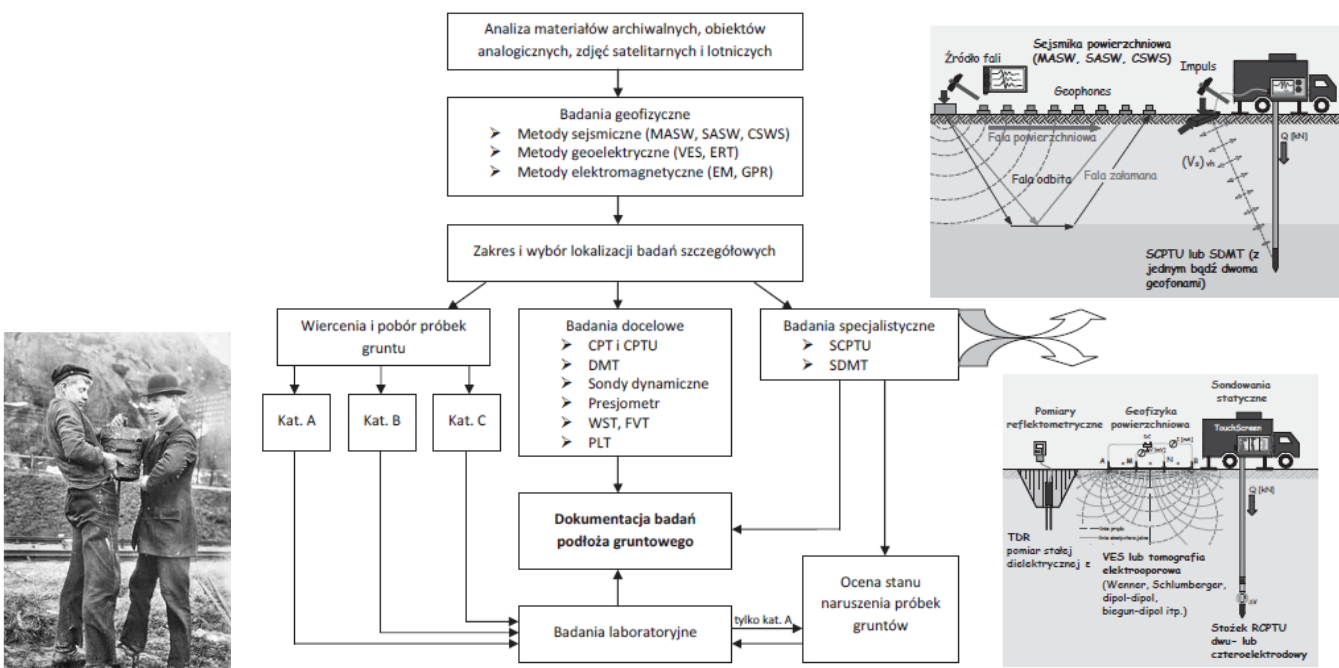 Analiza materiałów archiwalnych, obiektów
analogicznych, zdjęć satelitarnych i lotniczych
Badania geofizyczne
➢ Metody sejsmiczne (MASW, SASW, CSWS)
➢ Metody geoelektryczne (VES, ERT)
➢ Metody elektromagnetyczne (EM, GPR)
Zakres i wybór lokalizacji badań szczegółowych
Wiercenia i pobór próbek
gruntu
Kat. A
Kat. B
Kat. C
Badania docelowe
➢ CPT i CPTU
➢ DMT
➢ Sondy dynamiczne
➢ Presjometr
➢ WST, FVT
➢ PLT
Badania specjalistyczne
➢ SCPTU
➢ SDMT
Dokumentacja badań
podłoża gruntowego
Badania laboratoryjne
tylko kat. A
Ocena stanu
naruszenia próbek
gruntów
Sejsmika powierzchniowa
(MASW, SASW, CSWS)
Źródło fali
Impuls
Geophones
Fala powierzchniowa
Q [kN]
(Vs) vh
Fala odbita
Fala załamana
SCPTU lub SDMT (z
jednym bądź dwoma
geofonami)
Sondowania
statyczne
Pomiary
reflektometryczne
Geofizyka
powierzchniowa
TouchScreen
A
M
N
B
Q [kN]
TDR
pomiar stałej
dielektrycznej ε
VES lub tomografia
elektrooporowa
(Wenner, Schlumberger,
dipol-dipol,
biegun-dipol itp.)
Stożek RCPTU
dwu- lub
czteroelektrodowy